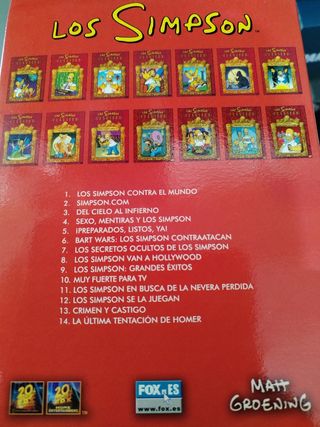 LOS SIMPSON™
1. LOS SIMPSON CONTRA EL MUNDO
2. SIMPSON.COM
3. DEL CIELO AL INFIERNO
4. SEXO, MENTIRAS Y LOS SIMPSON
5. ¡PREPARADOS, LISTOS, YA!
6. BART WARS: LOS SIMPSON CONTRAATACAN
7. LOS SECRETOS OCULTOS DE LOS SIMPSON
8. LOS SIMPSON VAN A HOLLYWOOD
9. LOS SIMPSON: GRANDES ÉXITOS
10. MUY FUERTE PARA TV
11. LOS SIMPSON EN BUSCA DE LA NEVERA PERDIDA
12. LOS SIMPSON SE LA JUEGAN
13. CRIMEN Y CASTIGO
14. LA ÚLTIMA TENTACIÓN DE HOMER
FOX.ES
www.fox.es
MATT
GROENING